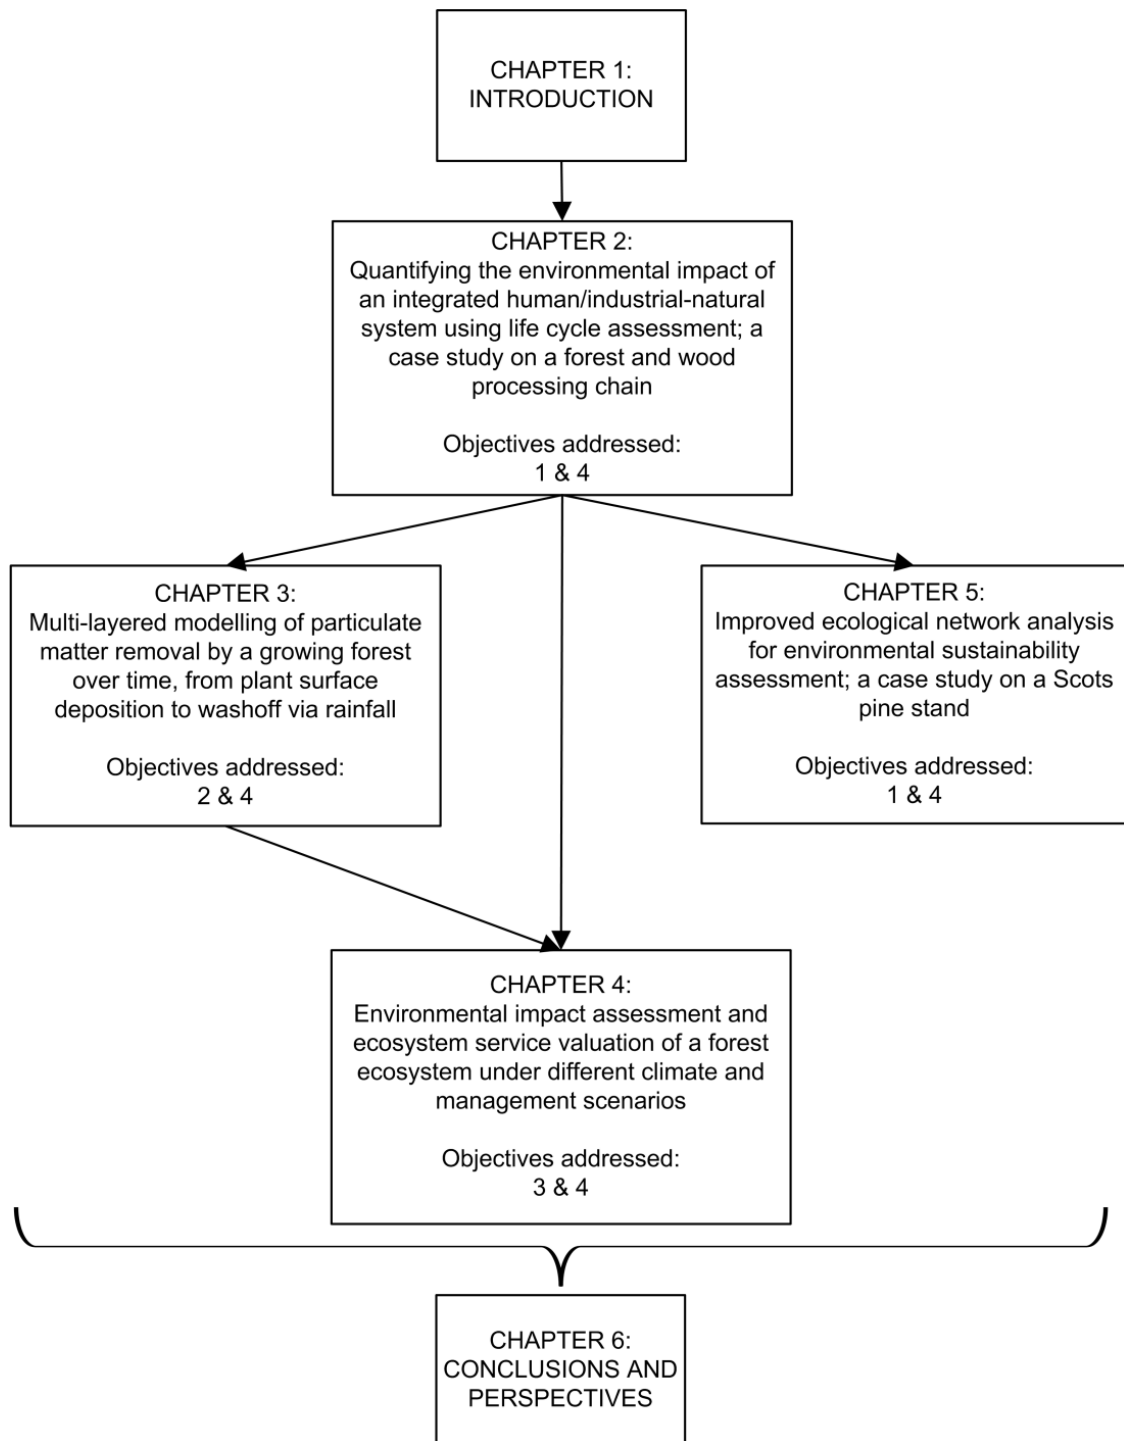 CHAPTER 1:
INTRODUCTION
CHAPTER 2:
Quantifying the environmental impact of
an integrated human/industrial-natural
system using life cycle assessment; a
case study on a forest and wood
processing chain
Objectives addressed:
1 & 4
CHAPTER 3:
Multi-layered modelling of particulate
matter removal by a growing forest
over time, from plant surface
deposition to washoff via rainfall
Objectives addressed:
2 & 4
CHAPTER 5:
Improved ecological network analysis
for environmental sustainability
assessment; a case study on a Scots
pine stand
Objectives addressed:
1 & 4
CHAPTER 4:
Environmental impact assessment and
ecosystem service valuation of a forest
ecosystem under different climate and
management scenarios
Objectives addressed:
3 & 4
CHAPTER 6:
CONCLUSIONS AND
PERSPECTIVES